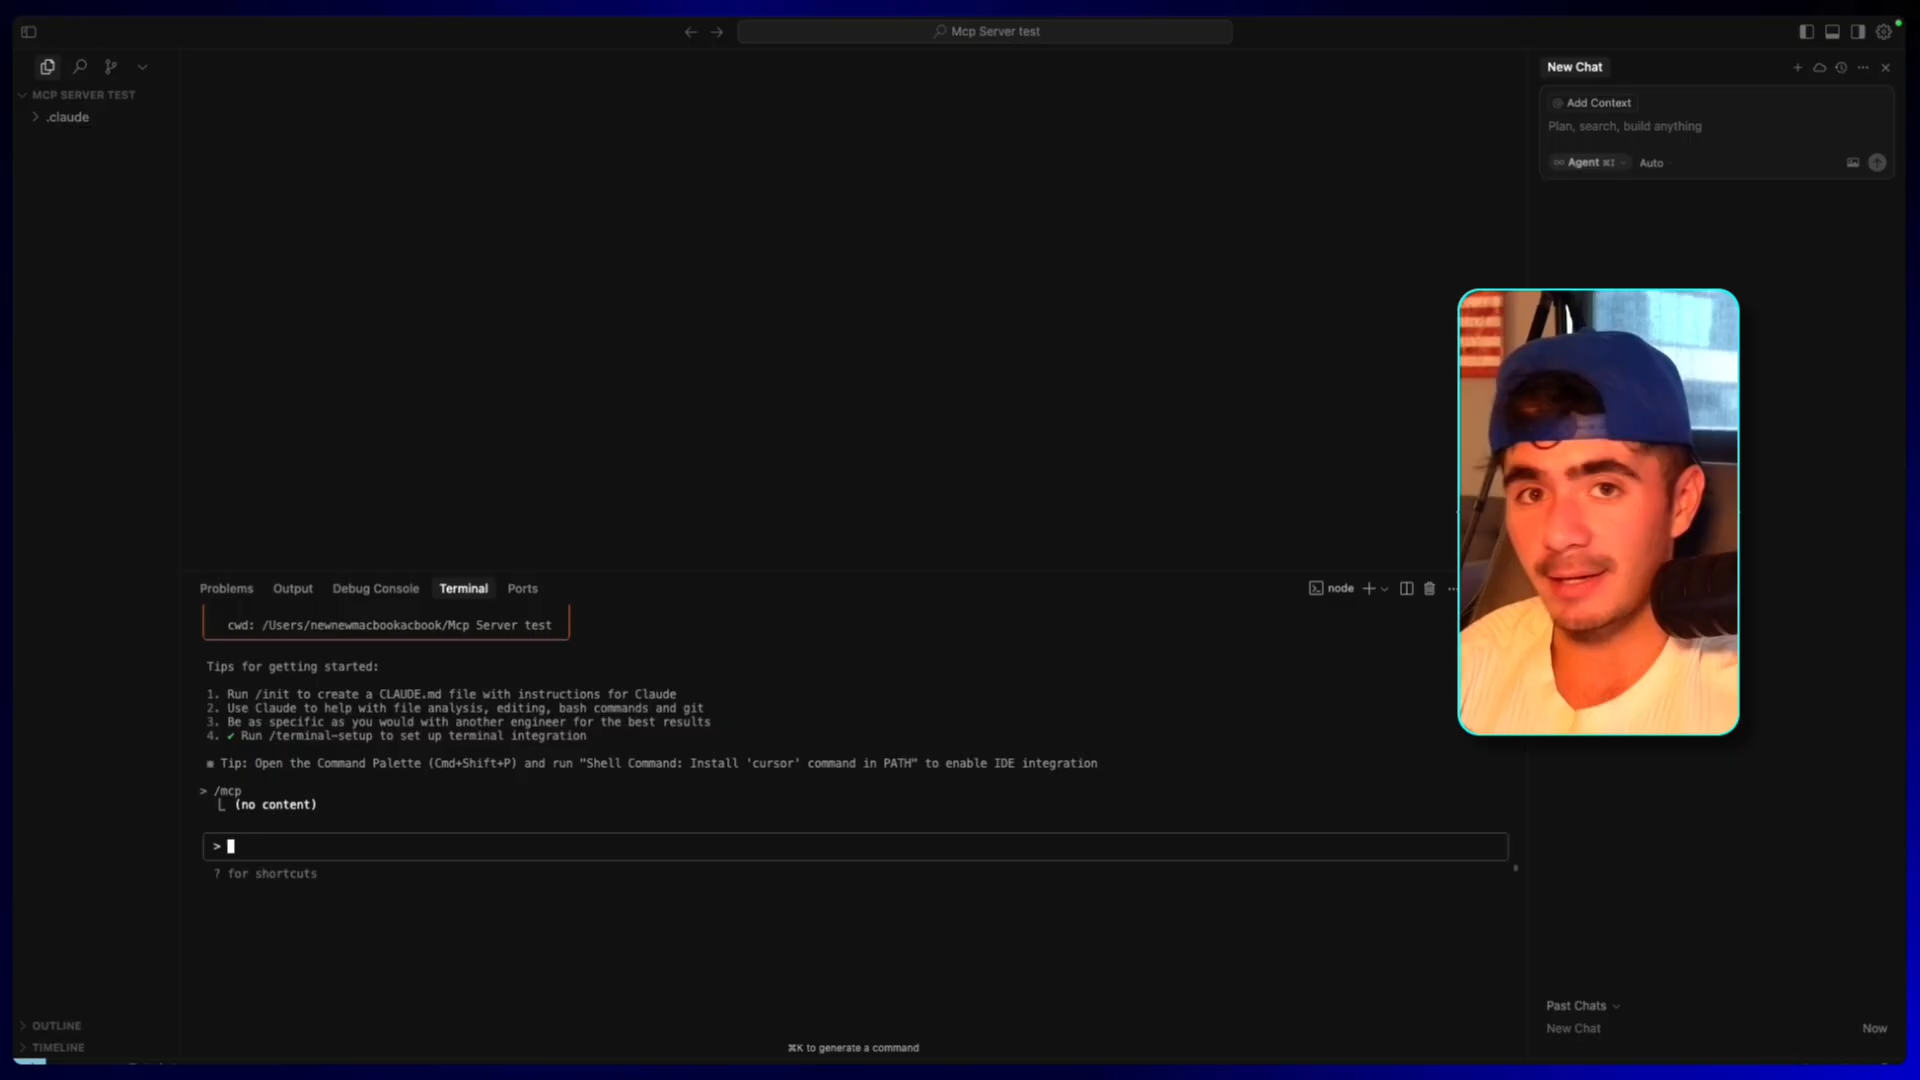 Mcp Server test
MCP SERVER TEST
.claude
New Chat
Add Context
Plan, search, build anything
Agent ⌘I
Auto
Problems Output Debug Console Terminal Ports
node
cwd: /Users/newnewmacbookacbook/Mcp Server test
Tips for getting started:
1. Run /init to create a CLAUDE.md file with instructions for Claude
2. Use Claude to help with file analysis, editing, bash commands and git
3. Be as specific as you would with another engineer for the best results
4. ✔ Run /terminal-setup to set up terminal integration
※ Tip: Open the Command Palette (Cmd+Shift+P) and run "Shell Command: Install 'cursor' command in PATH" to enable IDE integration
> /mcp
⎿ (no content)
>
? for shortcuts
Past Chats
New Chat Now
OUTLINE
TIMELINE
⌘K to generate a command